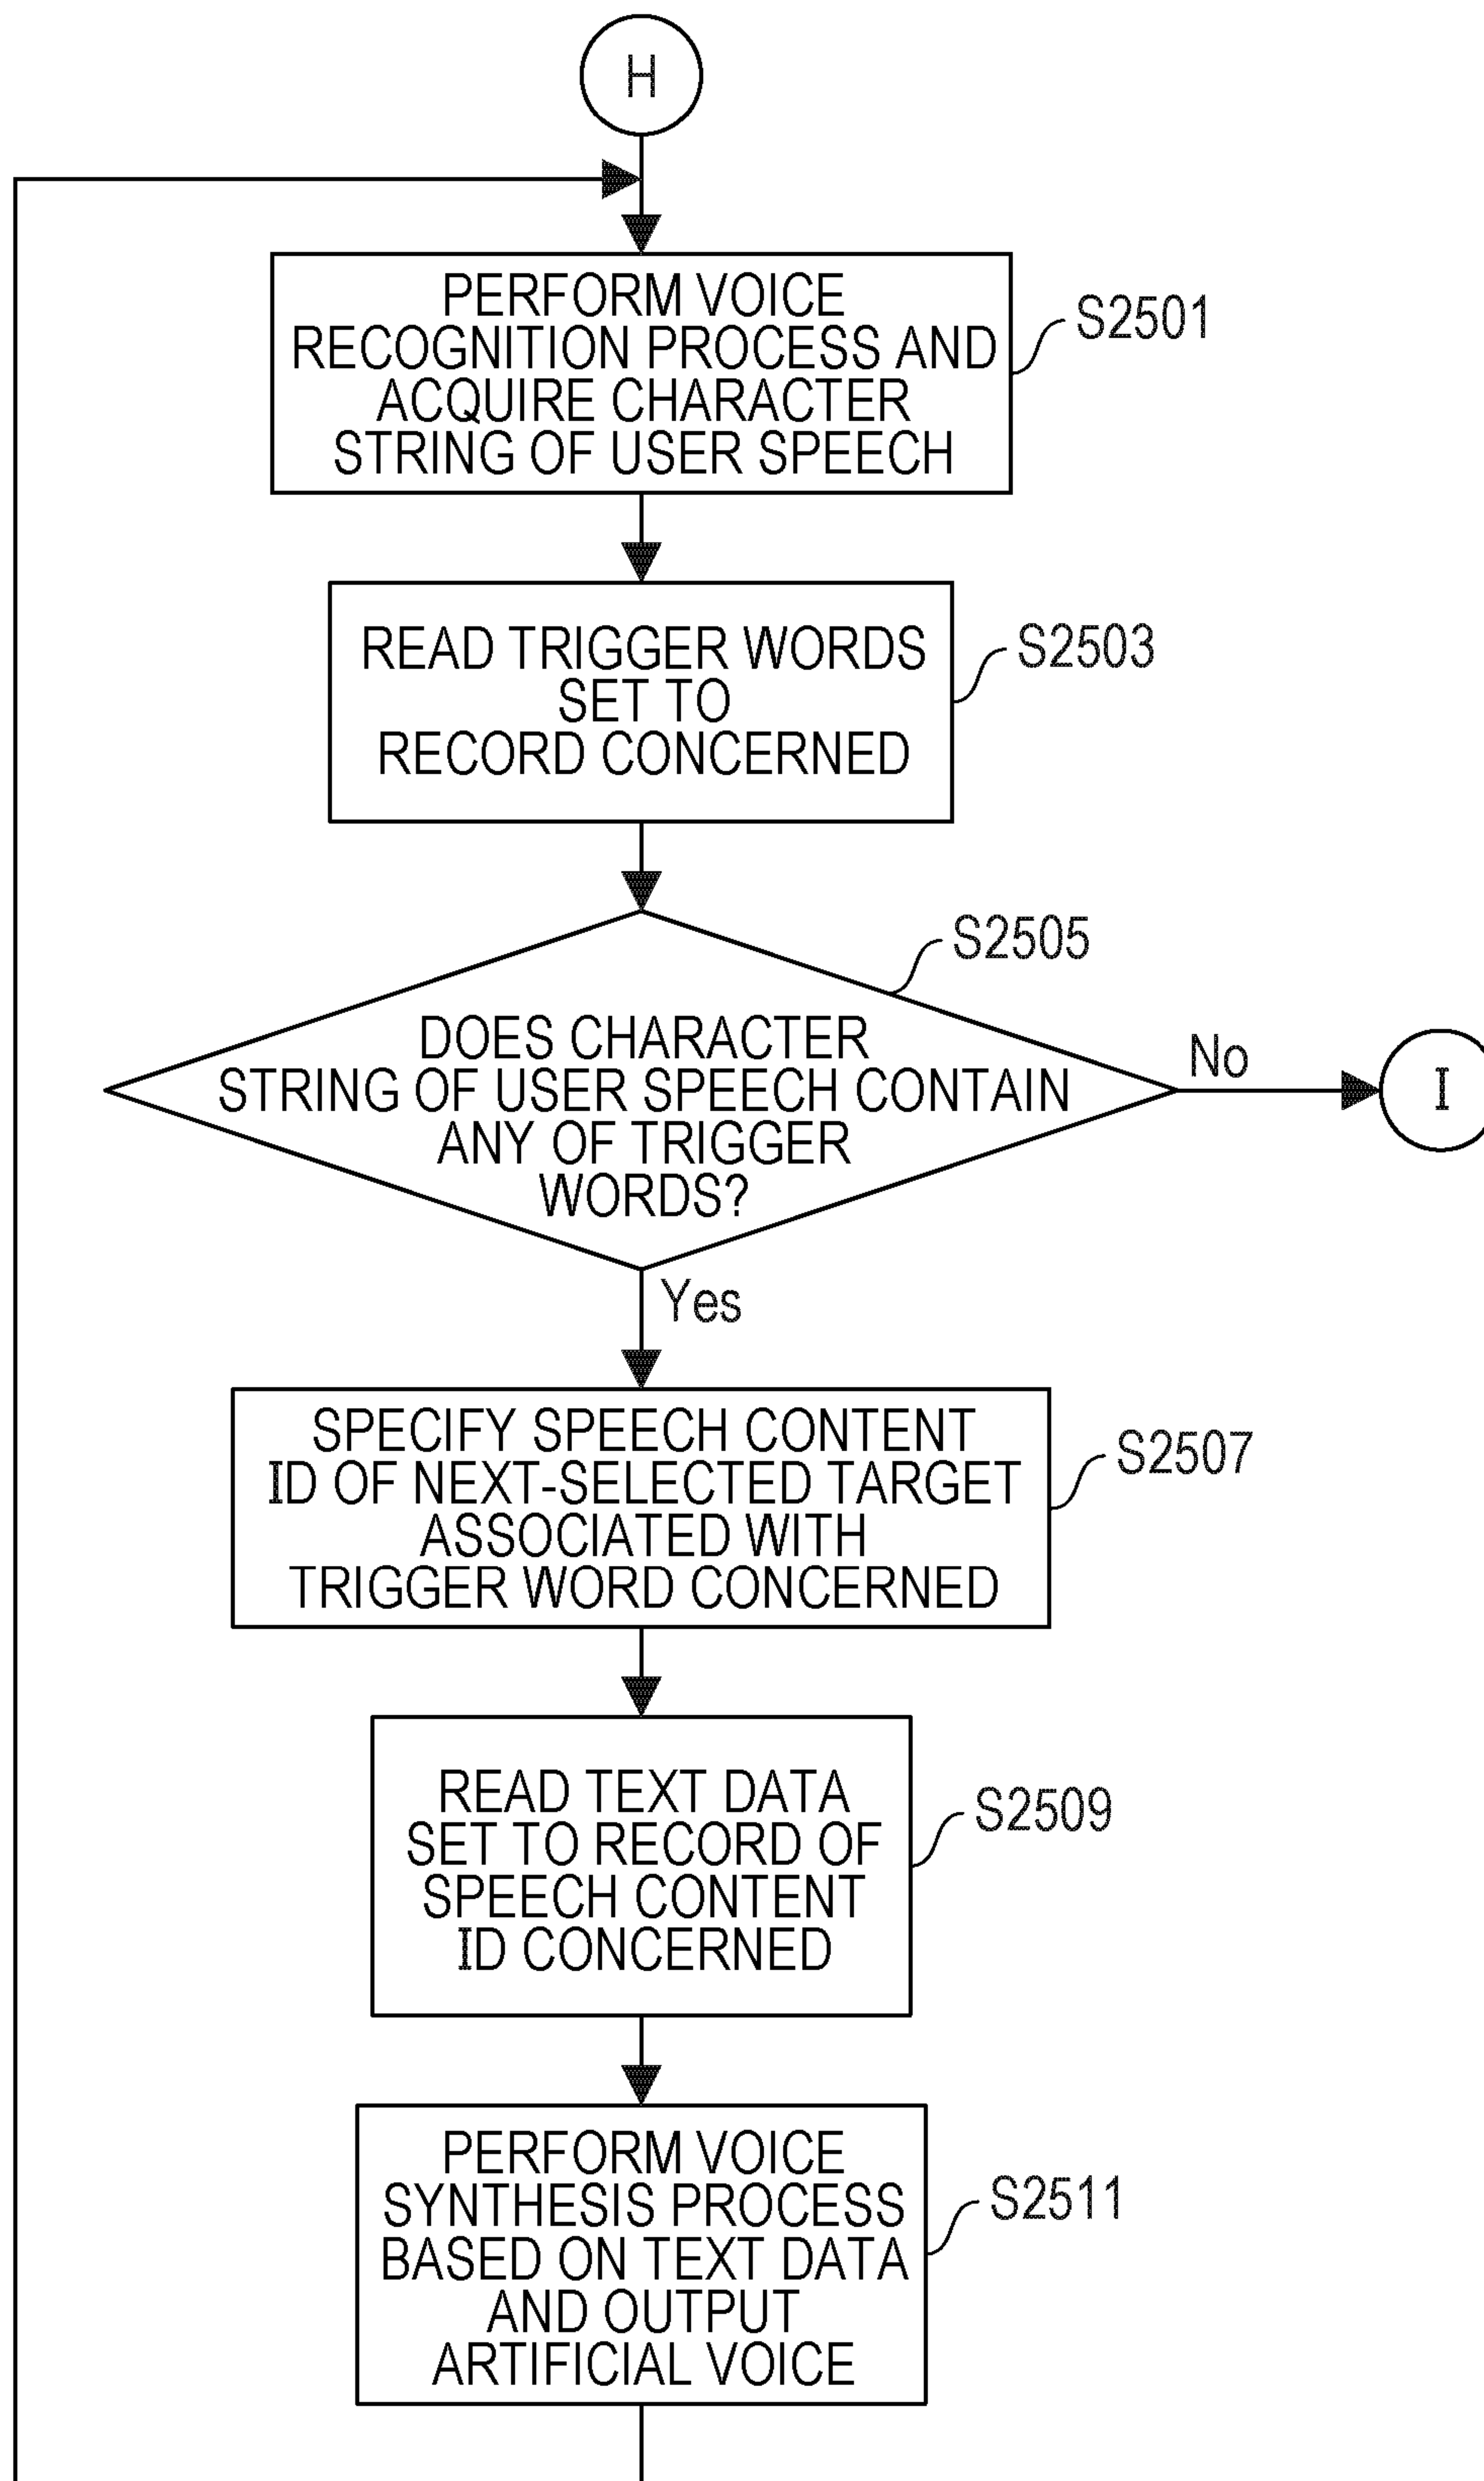 H
PERFORM VOICE
RECOGNITION PROCESS AND
ACQUIRE CHARACTER
STRING OF USER SPEECH
S2501
READ TRIGGER WORDS
SET TO
RECORD CONCERNED
S2503
S2505
DOES CHARACTER
STRING OF USER SPEECH CONTAIN
ANY OF TRIGGER
WORDS?
No
I
Yes
SPECIFY SPEECH CONTENT
ID OF NEXT-SELECTED TARGET
ASSOCIATED WITH
TRIGGER WORD CONCERNED
S2507
READ TEXT DATA
SET TO RECORD OF
SPEECH CONTENT
ID CONCERNED
S2509
PERFORM VOICE
SYNTHESIS PROCESS
BASED ON TEXT DATA
AND OUTPUT
ARTIFICIAL VOICE
S2511